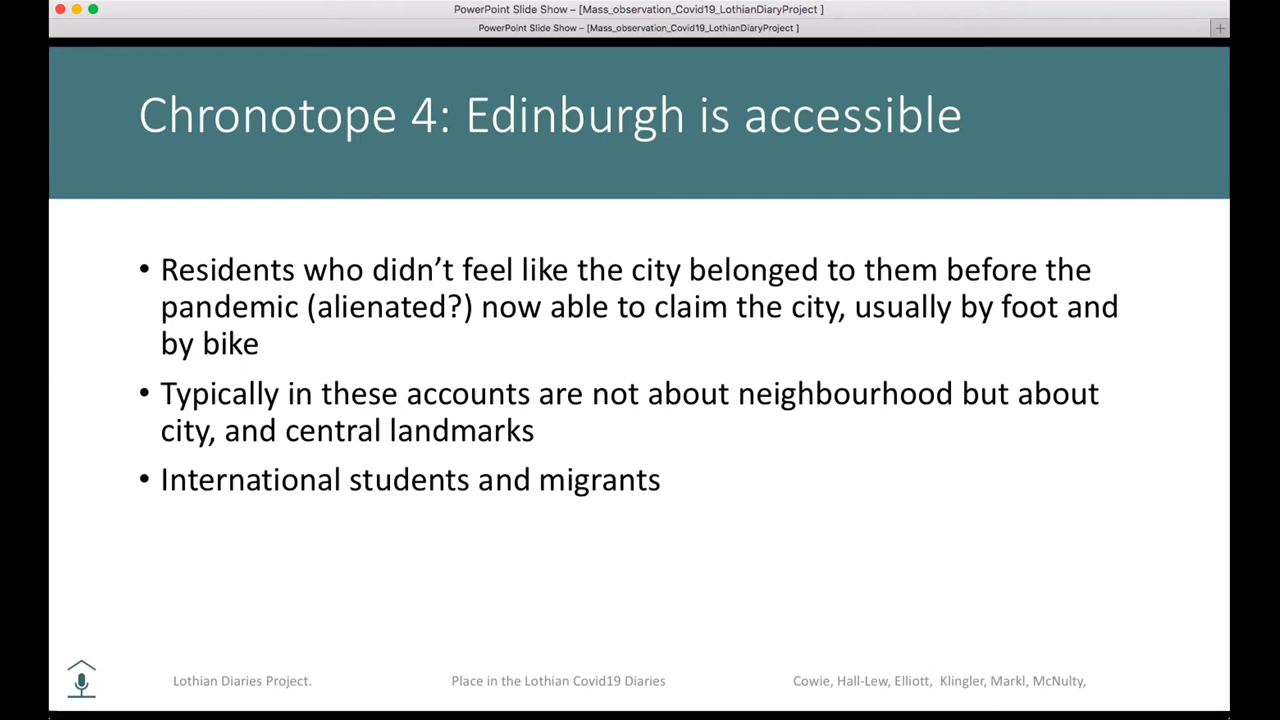 PowerPoint Slide Show – [Mass_observation_Covid19_LothianDiaryProject ]
PowerPoint Slide Show – [Mass_observation_Covid19_LothianDiaryProject ]
Chronotope 4: Edinburgh is accessible
• Residents who didn’t feel like the city belonged to them before the
pandemic (alienated?) now able to claim the city, usually by foot and
by bike
• Typically in these accounts are not about neighbourhood but about
city, and central landmarks
• International students and migrants
Lothian Diaries Project. Place in the Lothian Covid19 Diaries Cowie, Hall-Lew, Elliott, Klingler, Markl, McNulty,